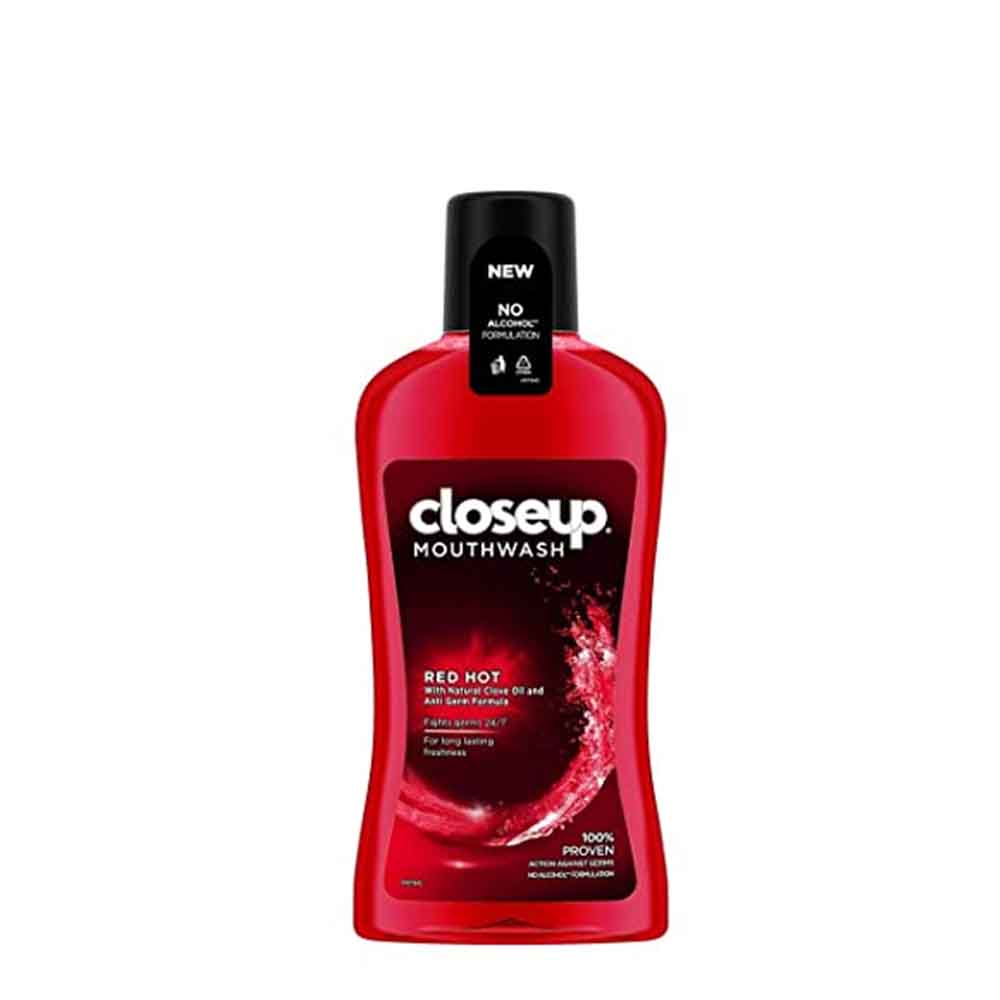 NEW
NO
ALCOHOL**
FORMULATION
closeup®
MOUTHWASH
RED HOT
With Natural Clove Oil and
Anti Germ Formula
Fights germs 24/7
For long lasting
freshness
100%
PROVEN
ACTION AGAINST GERMS
NO ALCOHOL** FORMULATION